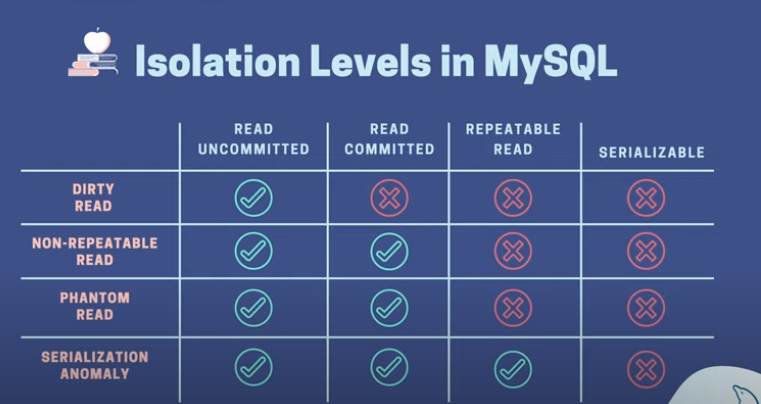 Isolation Levels in MySQL
READ
UNCOMMITTED
READ
COMMITTED
REPEATABLE
READ
SERIALIZABLE
DIRTY
READ
NON-REPEATABLE
READ
PHANTOM
READ
SERIALIZATION
ANOMALY